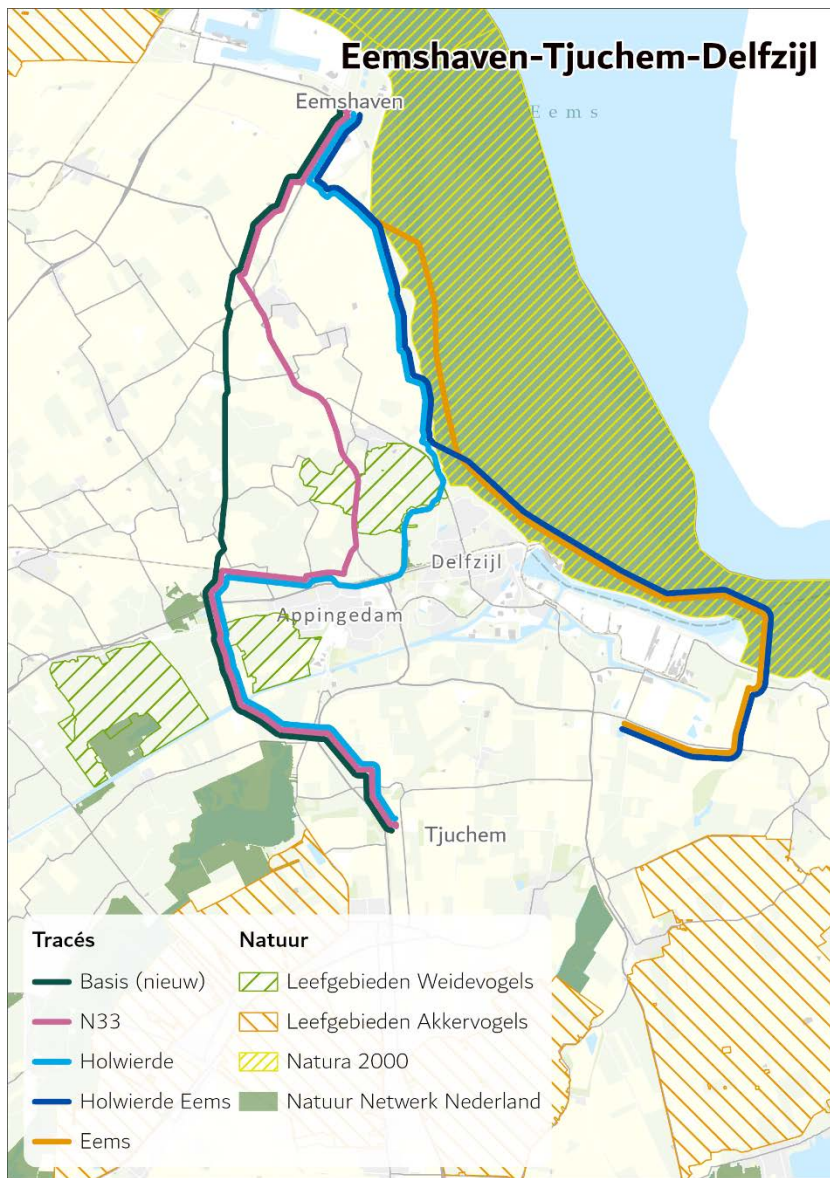 Eemshaven-Tjuchem-Delfzijl
Eemshaven
Eems
Delfzijl
Appingedam
Tjuchem
Tracés
Basis (nieuw)
N33
Holwierde
Holwierde Eems
Eems
Natuur
Leefgebieden Weidevogels
Leefgebieden Akkervogels
Natura 2000
Natuur Netwerk Nederland